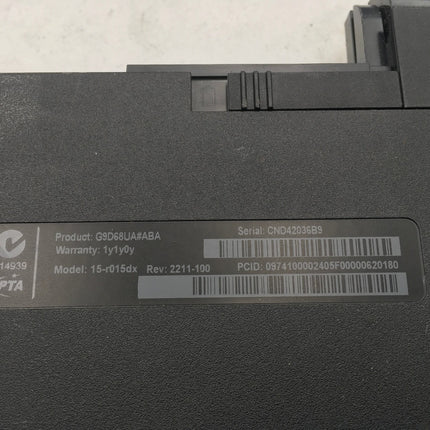 Product: G9D68UA#ABA
Serial: CND42036B9
Warranty: 1y1y0y
Model: 15-r015dx Rev: 2211-100
PCID: 0974100002405F00000620180
14939
PTA